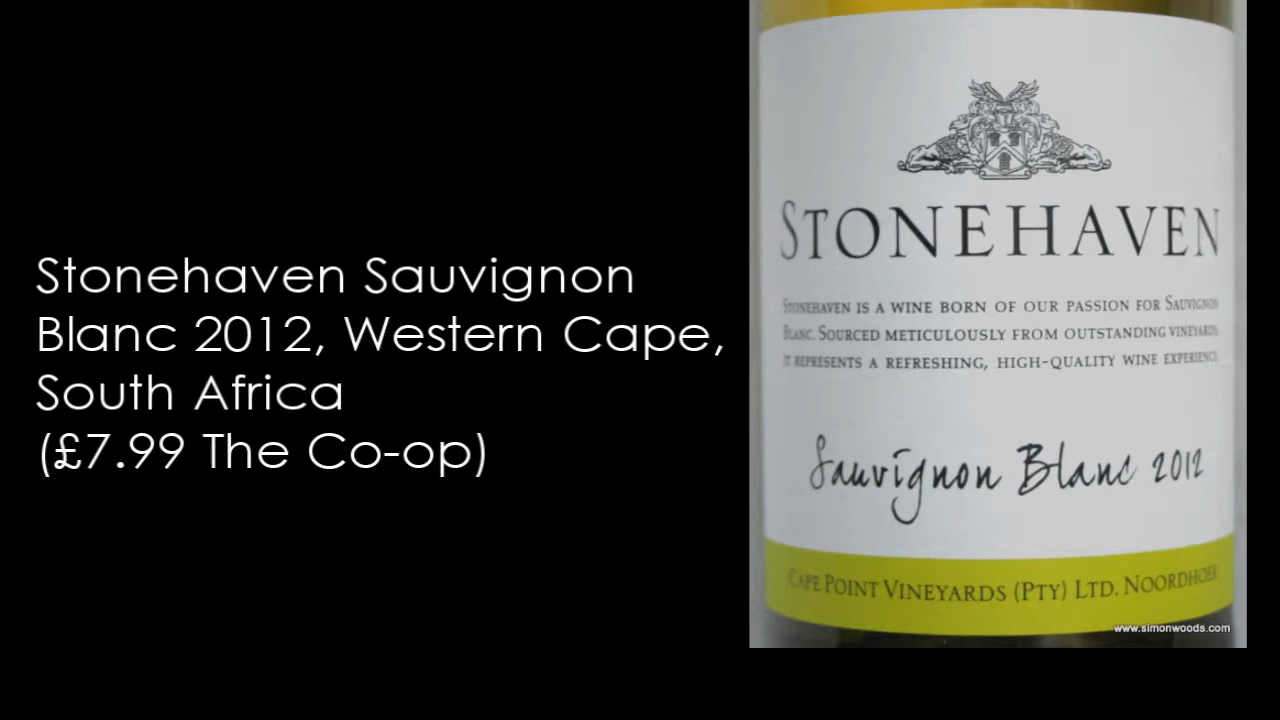 Stonehaven Sauvignon
Blanc 2012, Western Cape,
South Africa
(£7.99 The Co-op)
STONEHAVEN
STONEHAVEN IS A WINE BORN OF OUR PASSION FOR SAUVIGNON
BLANC. SOURCED METICULOUSLY FROM OUTSTANDING VINEYARDS
IT REPRESENTS A REFRESHING, HIGH-QUALITY WINE EXPERIENCE
Sauvignon Blanc 2012
CAPE POINT VINEYARDS (PTY) LTD. NOORDHOEK
www.simonwoods.com